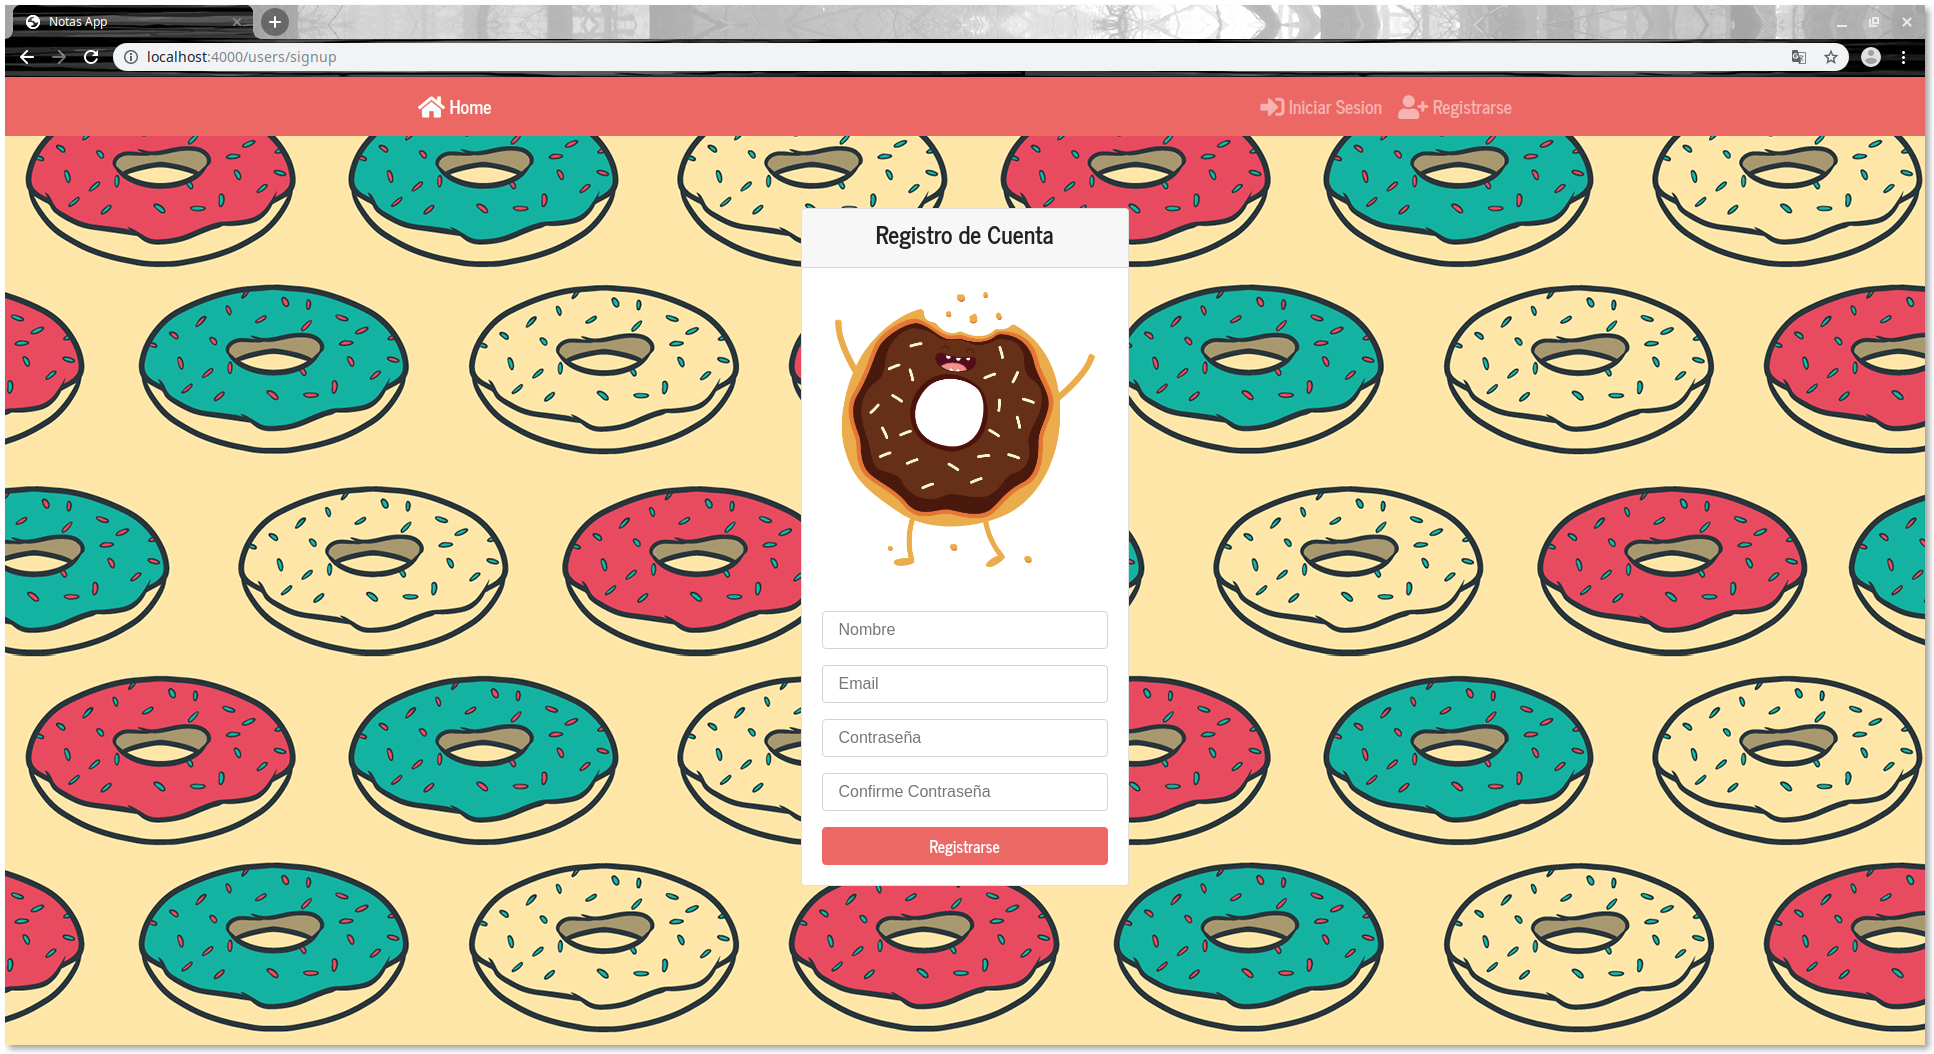 Notas App
localhost:4000/users/signup
Home
Iniciar Sesion
Registrarse
Registro de Cuenta
Nombre
Email
Contraseña
Confirme Contraseña
Registrarse